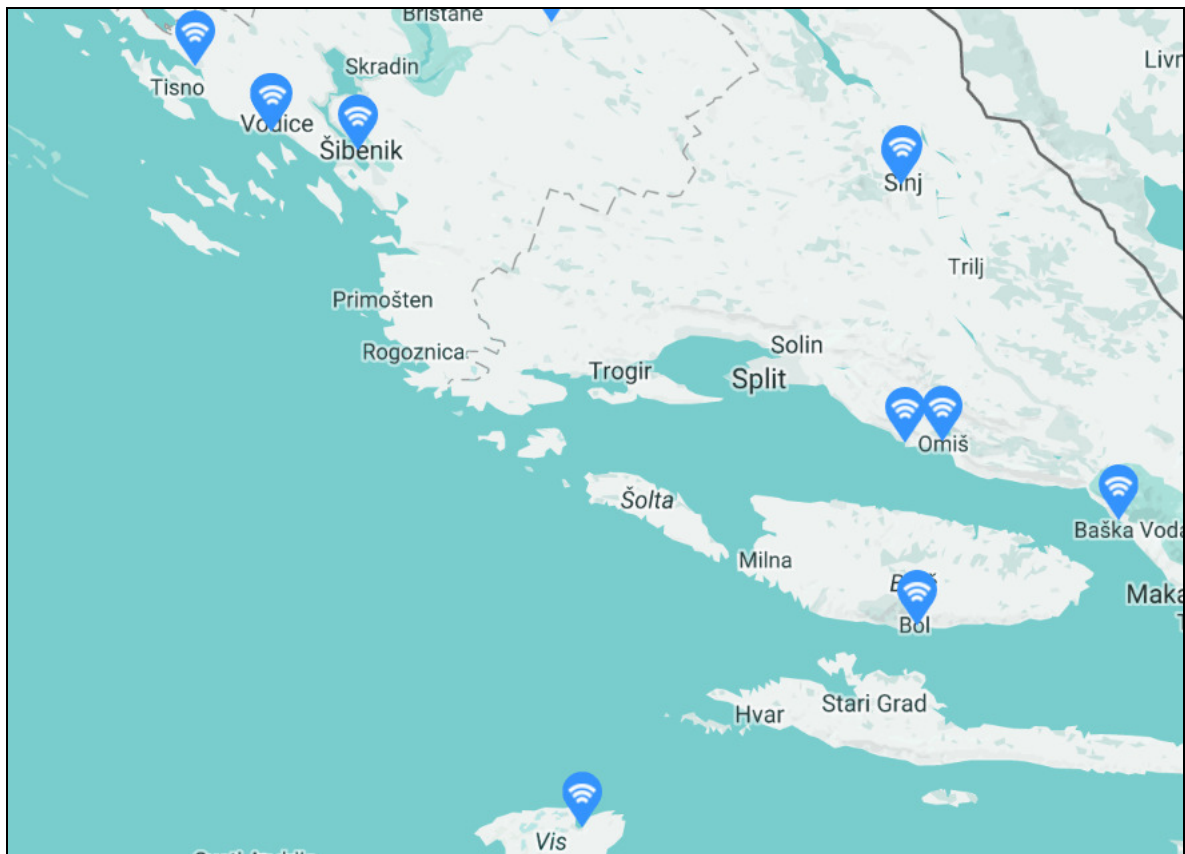 Bristane
Livn
Skradin
Tisno
Vodice
Šibenik
Sinj
Trilj
Primošten
Rogoznica
Solin
Trogir
Split
Omiš
Šolta
Baška Voda
Milna
Maka
Bol
Stari Grad
Hvar
Vis